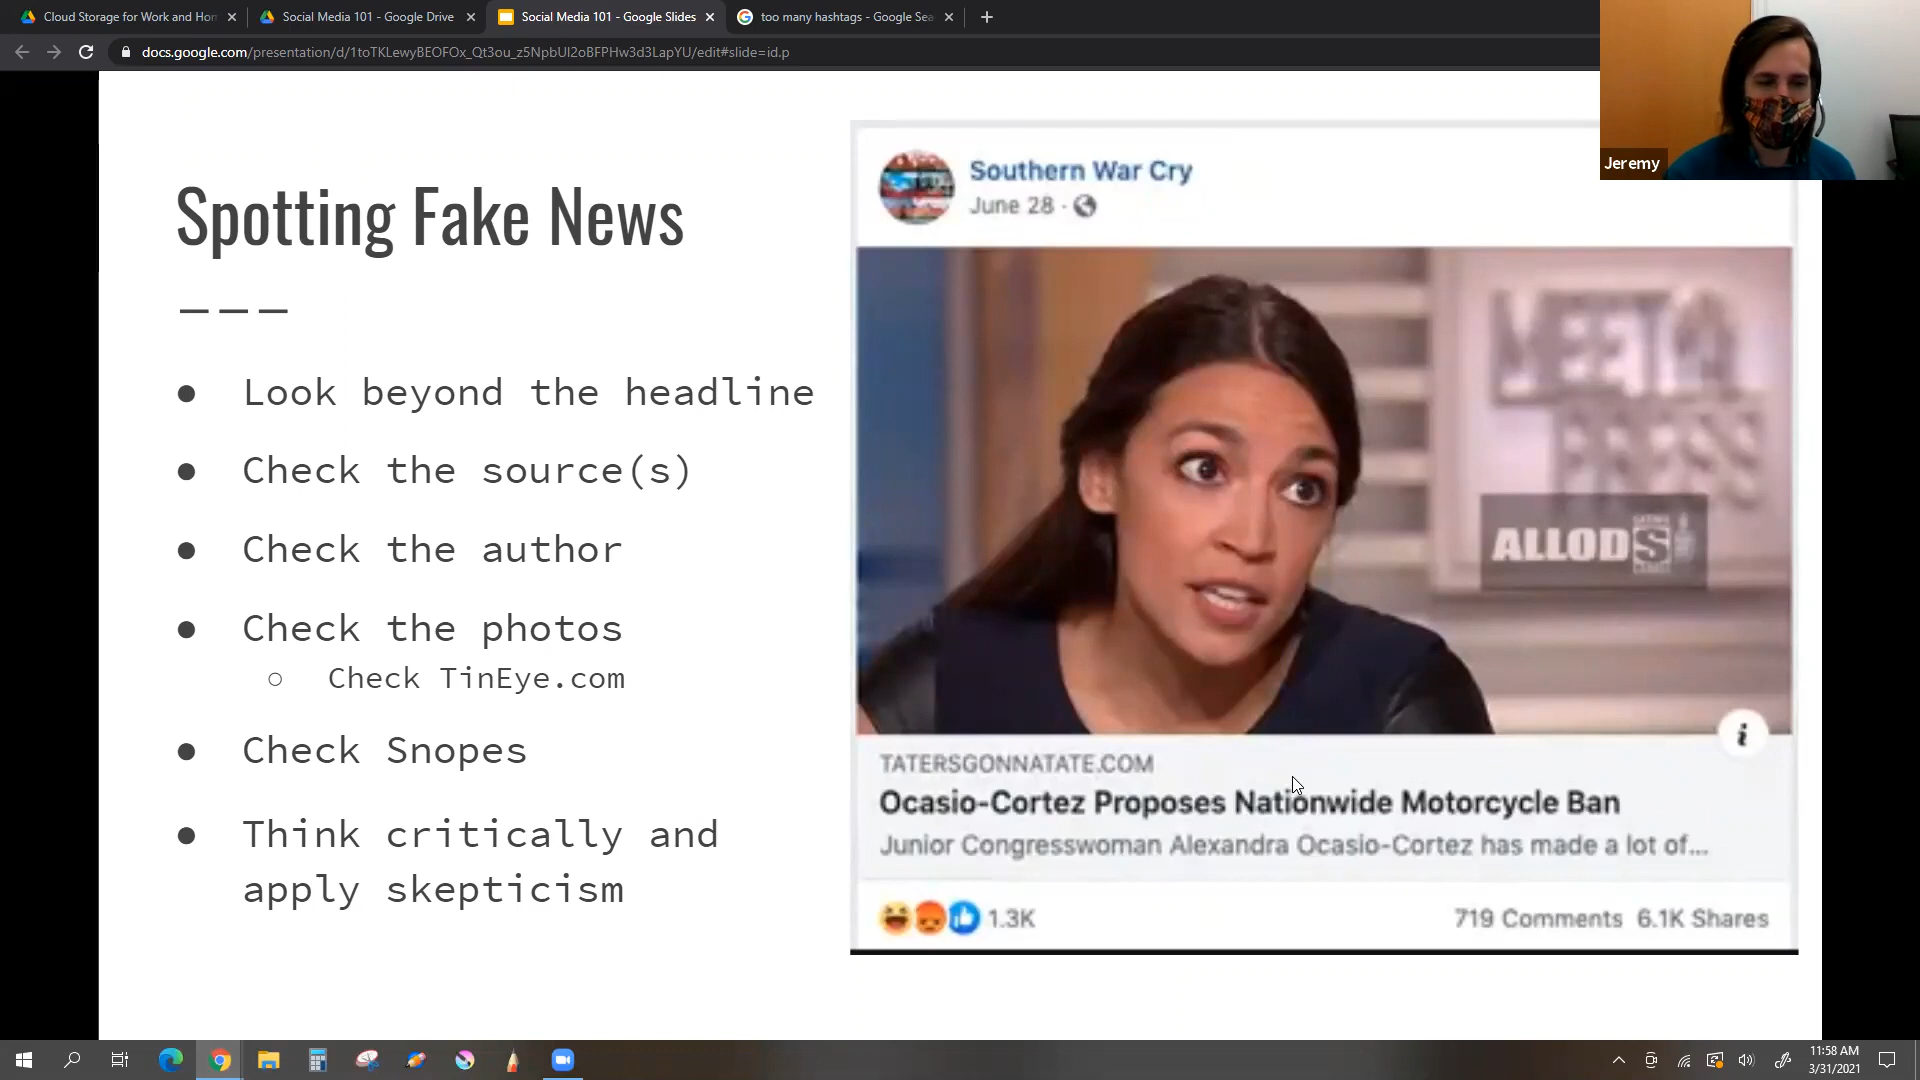 Cloud Storage for Work and Hom
Social Media 101 - Google Drive
Social Media 101 - Google Slides
too many hashtags - Google Sea
docs.google.com/presentation/d/1toTKLewyBEOFOx_Qt3ou_z5NpbUl2oBFPHw3d3LapYU/edit#slide=id.p
Jeremy
Spotting Fake News
● Look beyond the headline
● Check the source(s)
● Check the author
● Check the photos
○ Check TinEye.com
● Check Snopes
● Think critically and
apply skepticism
Southern War Cry
June 28 ·
MEET THE
PRESS
ALLOD
S
TATERSGONNATATE.COM
Ocasio-Cortez Proposes Nationwide Motorcycle Ban
Junior Congresswoman Alexandra Ocasio-Cortez has made a lot of...
1.3K
719 Comments 6.1K Shares
11:58 AM
3/31/2021